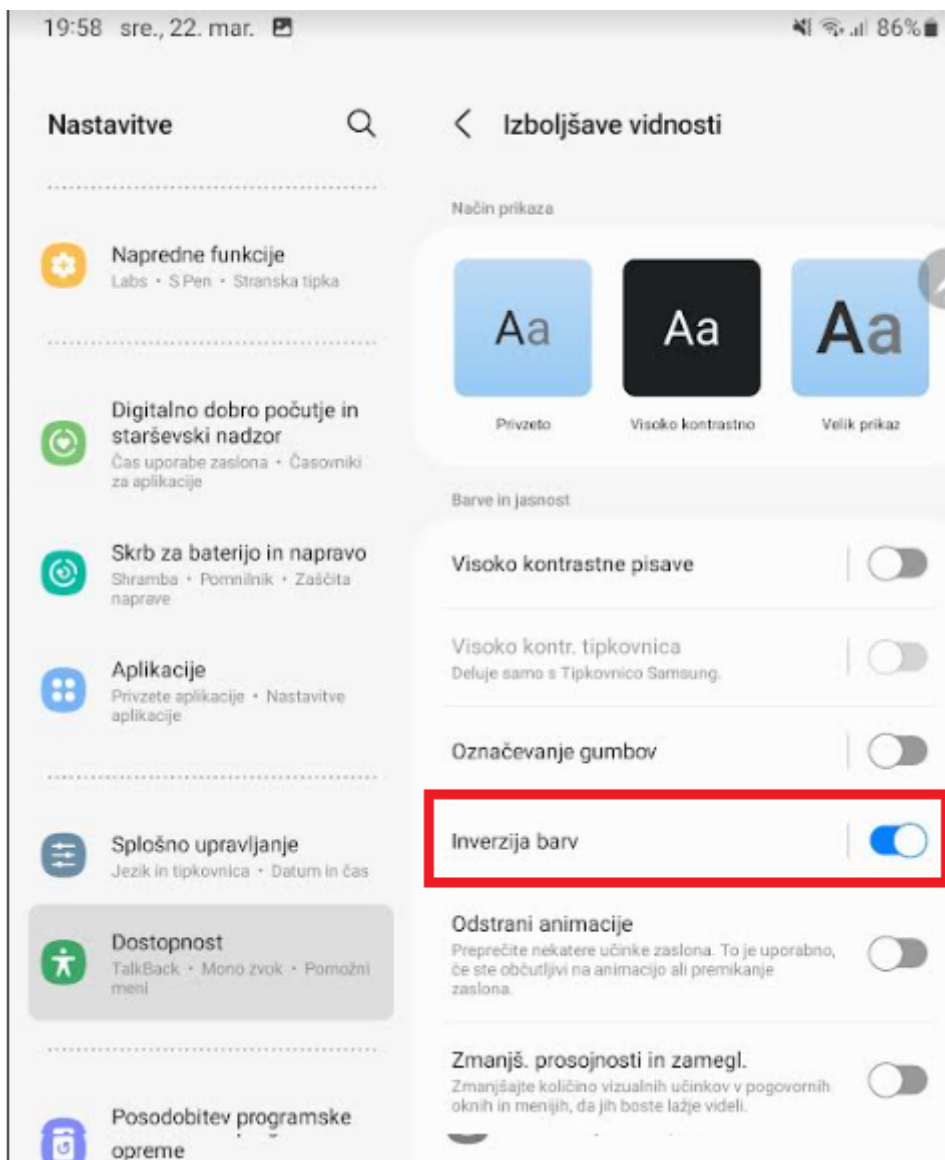 19:58 sre., 22. mar.
86%
Nastavitve
Napredne funkcije
Labs • S Pen • Stranska tipka
Digitalno dobro počutje in
starševski nadzor
Čas uporabe zaslona • Časovniki
za aplikacije
Skrb za baterijo in napravo
Shramba • Pomnilnik • Zaščita
naprave
Aplikacije
Privzete aplikacije • Nastavitve
aplikacije
Splošno upravljanje
Jezik in tipkovnica • Datum in čas
Dostopnost
TalkBack • Mono zvok • Pomožni
meni
Posodobitev programske
opreme
Izboljšave vidnosti
Način prikaza
Aa
Aa
Aa
Privzeto
Visoko kontrastno
Velik prikaz
Barve in jasnost
Visoko kontrastne pisave
Visoko kontr. tipkovnica
Deluje samo s Tipkovnico Samsung.
Označevanje gumbov
Inverzija barv
Odstrani animacije
Preprečite nekatere učinke zaslona. To je uporabno,
če ste občutljivi na animacijo ali premikanje
zaslona.
Zmanjš. prosojnosti in zamegl.
Zmanjšajte količino vizualnih učinkov v pogovornih
oknih in menijih, da jih boste lažje videli.